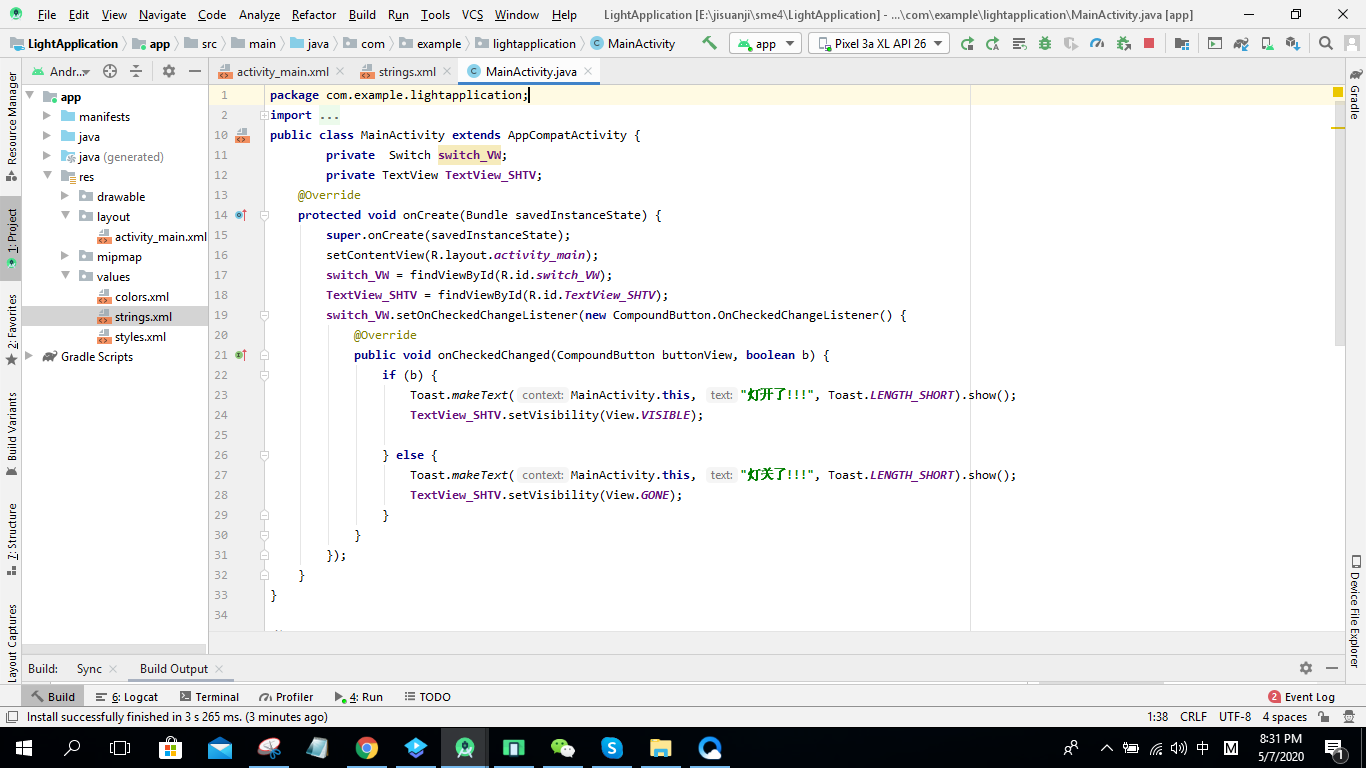 File Edit View Navigate Code Analyze Refactor Build Run Tools VCS Window Help LightApplication [E:\jisuanji\sme4\LightApplication] - ...\com\example\lightapplication\MainActivity.java [app]
LightApplication app src main java com example lightapplication MainActivity app Pixel 3a XL API 26
Andr... activity_main.xml strings.xml MainActivity.java
Resource Manager
1: Project
2: Favorites
Build Variants
7: Structure
Layout Captures
app
manifests
java
java (generated)
res
drawable
layout
activity_main.xml
mipmap
values
colors.xml
strings.xml
styles.xml
Gradle Scripts
1 package com.example.lightapplication;
2 import ...
10 public class MainActivity extends AppCompatActivity {
11 private Switch switch_VW;
12 private TextView TextView_SHTV;
13 @Override
14 protected void onCreate(Bundle savedInstanceState) {
15 super.onCreate(savedInstanceState);
16 setContentView(R.layout.activity_main);
17 switch_VW = findViewById(R.id.switch_VW);
18 TextView_SHTV = findViewById(R.id.TextView_SHTV);
19 switch_VW.setOnCheckedChangeListener(new CompoundButton.OnCheckedChangeListener() {
20 @Override
21 public void onCheckedChanged(CompoundButton buttonView, boolean b) {
22 if (b) {
23 Toast.makeText( context: MainActivity.this, text: "灯开了!!!", Toast.LENGTH_SHORT).show();
24 TextView_SHTV.setVisibility(View.VISIBLE);
25
26 } else {
27 Toast.makeText( context: MainActivity.this, text: "灯关了!!!", Toast.LENGTH_SHORT).show();
28 TextView_SHTV.setVisibility(View.GONE);
29 }
30 }
31 });
32 }
33 }
34
Gradle
Device File Explorer
Build: Sync Build Output
Build 6: Logcat Terminal Profiler 4: Run TODO 2 Event Log
Install successfully finished in 3 s 265 ms. (3 minutes ago) 1:38 CRLF UTF-8 4 spaces
中 M 8:31 PM
5/7/2020 1